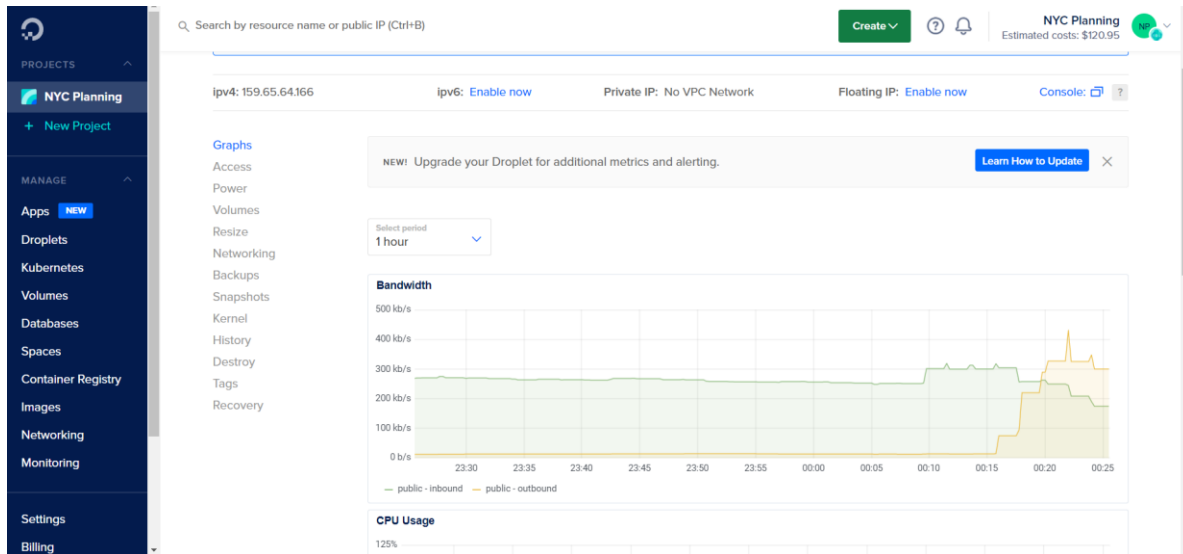 Search by resource name or public IP (Ctrl+B)
Create
?
NYC Planning
Estimated costs: $120.95
NP
PROJECTS
NYC Planning
+ New Project
MANAGE
Apps NEW
Droplets
Kubernetes
Volumes
Databases
Spaces
Container Registry
Images
Networking
Monitoring
Settings
Billing
ipv4: 159.65.64.166 ipv6: Enable now Private IP: No VPC Network Floating IP: Enable now Console: ?
Graphs
Access
Power
Volumes
Resize
Networking
Backups
Snapshots
Kernel
History
Destroy
Tags
Recovery
NEW! Upgrade your Droplet for additional metrics and alerting. Learn How to Update
Select period
1 hour
Bandwidth
500 kb/s
400 kb/s
300 kb/s
200 kb/s
100 kb/s
0 b/s
23:30 23:35 23:40 23:45 23:50 23:55 00:00 00:05 00:10 00:15 00:20 00:25
public - inbound public - outbound
CPU Usage
125%